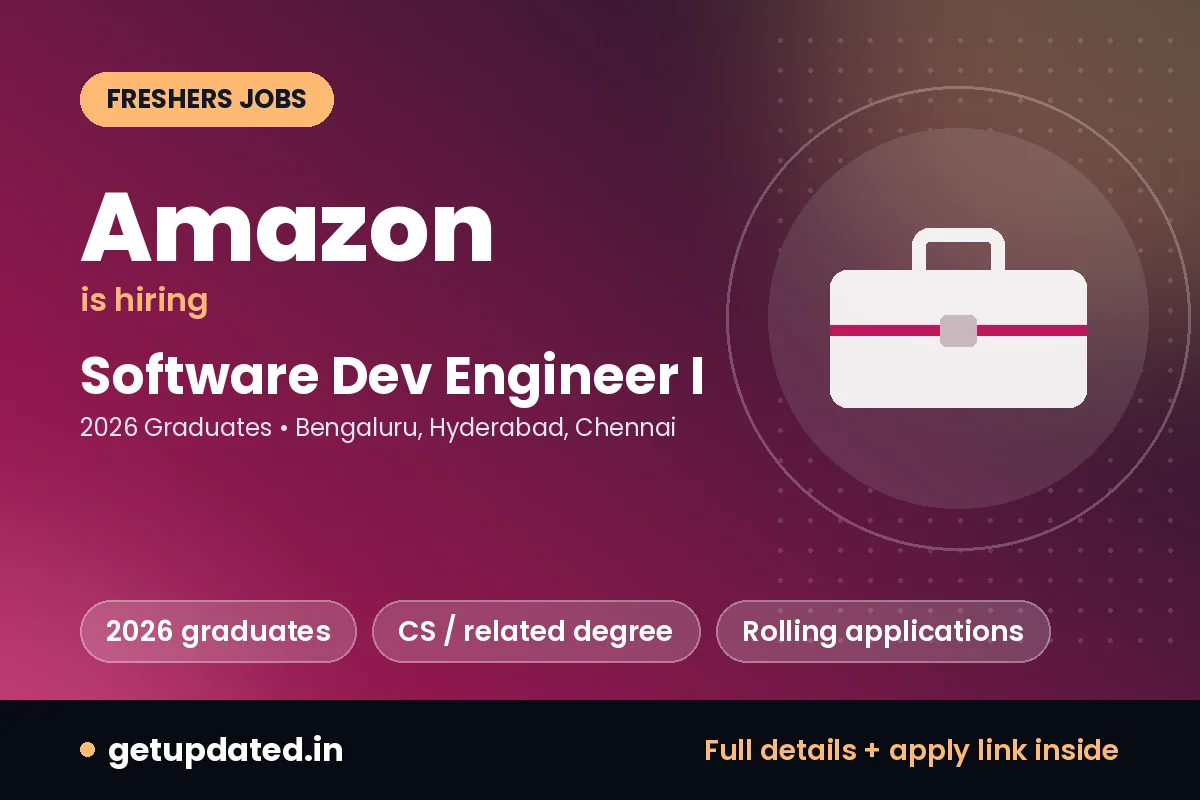 FRESHERS JOBS
Amazon
is hiring
Software Dev Engineer I
2026 Graduates • Bengaluru, Hyderabad, Chennai
2026 graduates
CS / related degree
Rolling applications
getupdated.in
Full details + apply link inside